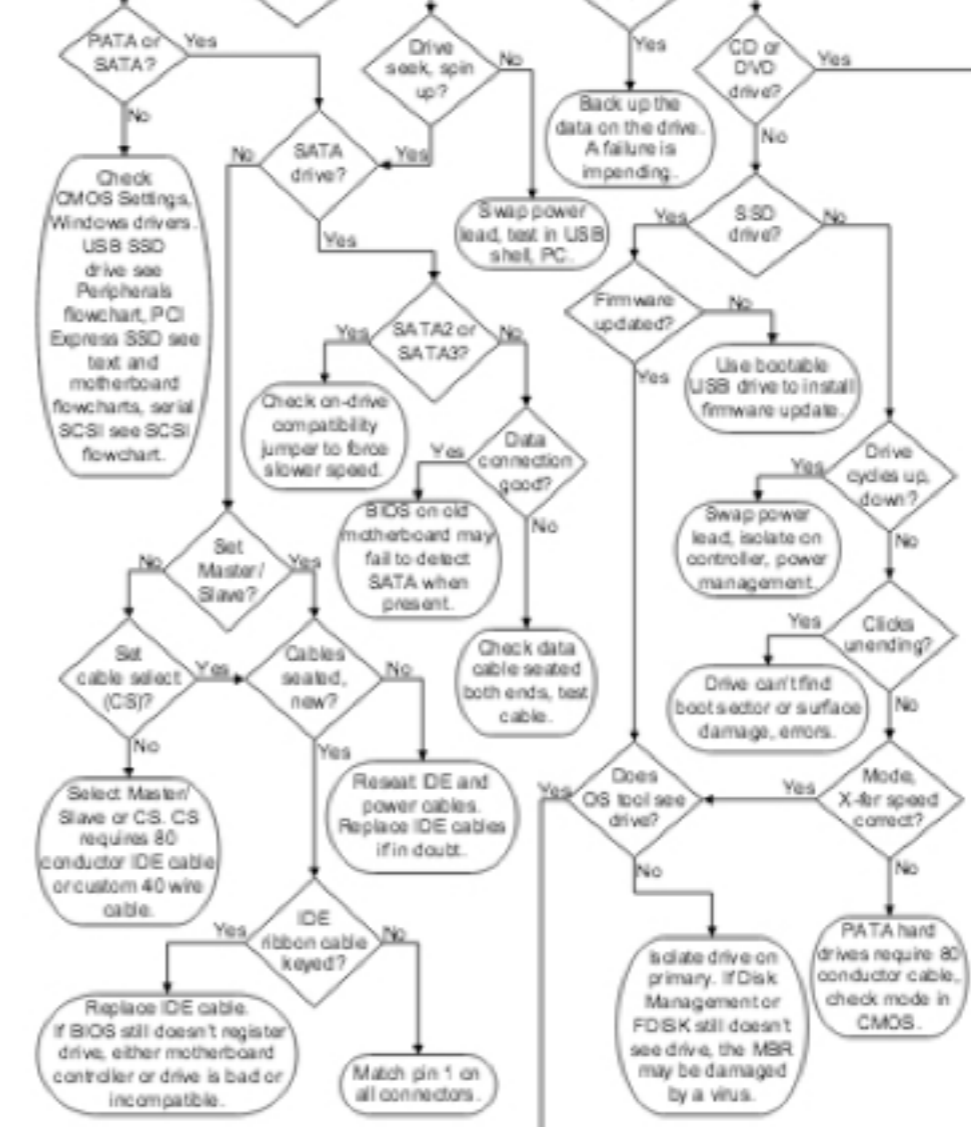 PATA or
SATA?
Yes
No
Check
CMOS Settings,
Windows drivers.
USB SSD
drive see
Peripherals
flowchart, PCI
Express SSD see
text and
motherboard
flowcharts, serial
SCSI see SCSI
flowchart.
Drive
seek, spin
up?
No
Yes
Swap power
lead, test in USB
shell, PC.
SATA
drive?
No
Yes
SATA2 or
SATA3?
Yes
No
Check on-drive
compatibility
jumper to force
slower speed.
Data
connection
good?
Yes
No
BIOS on old
motherboard may
fail to detect
SATA when
present.
Check data
cable seated
both ends, test
cable.
Set
Master/
Slave?
No
Yes
Set
cable select
(CS)?
Yes
No
Select Master/
Slave or CS. CS
requires 80
conductor IDE cable
or custom 40 wire
cable.
Cables
seated,
new?
No
Yes
Reseat IDE and
power cables.
Replace IDE cables
if in doubt.
IDE
ribbon cable
keyed?
Yes
No
Replace IDE cable.
If BIOS still doesn't register
drive, either motherboard
controller or drive is bad or
incompatible.
Match pin 1 on
all connectors.
Yes
Back up the
data on the drive.
A failure is
impending.
CD or
DVD
drive?
Yes
No
SSD
drive?
Yes
No
Firmware
updated?
No
Yes
Use bootable
USB drive to install
firmware update.
Drive
cycles up,
down?
Yes
No
Swap power
lead, isolate on
controller, power
management.
Clicks
unending?
Yes
No
Drive can't find
boot sector or surface
damage, errors.
Mode,
X-fer speed
correct?
Yes
No
PATA hard
drives require 80
conductor cable,
check mode in
CMOS.
Does
OS tool see
drive?
Yes
No
Isolate drive on
primary. If Disk
Management or
FDISK still doesn't
see drive, the MBR
may be damaged
by a virus.